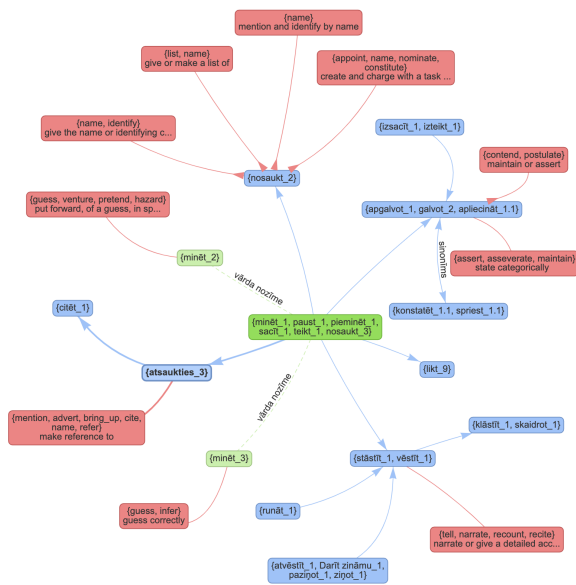 {name}
mention and identify by name
{list, name}
give or make a list of
{appoint, name, nominate,
constitute}
create and charge with a task ...
{name, identify}
give the name or identifying c...
{izsacīt_1, izteikt_1}
{contend, postulate}
maintain or assert
{nosaukt_2}
{guess, venture, pretend, hazard}
put forward, of a guess, in sp...
{apgalvot_1, galvot_2, apliecināt_1.1}
sinonīms
{minēt_2}
{assert, asseverate, maintain}
state categorically
vārda nozīme
{citēt_1}
{konstatēt_1.1, spriest_1.1}
{minēt_1, paust_1, pieminēt_1,
sacīt_1, teikt_1, nosaukt_3}
{atsaukties_3}
{likt_9}
vārda nozīme
{mention, advert, bring_up, cite,
name, refer}
make reference to
{klāstīt_1, skaidrot_1}
{minēt_3}
{stāstīt_1, vēstīt_1}
{guess, infer}
guess correctly
{runāt_1}
{tell, narrate, recount, recite}
narrate or give a detailed acc...
{atvēstīt_1, Darīt zināmu_1,
paziņot_1, ziņot_1}